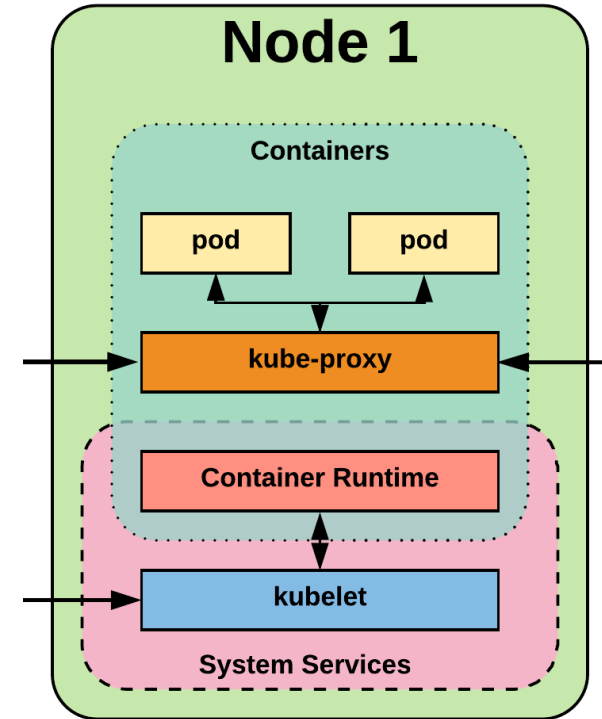 Node 1
Containers
pod
pod
kube-proxy
Container Runtime
kubelet
System Services